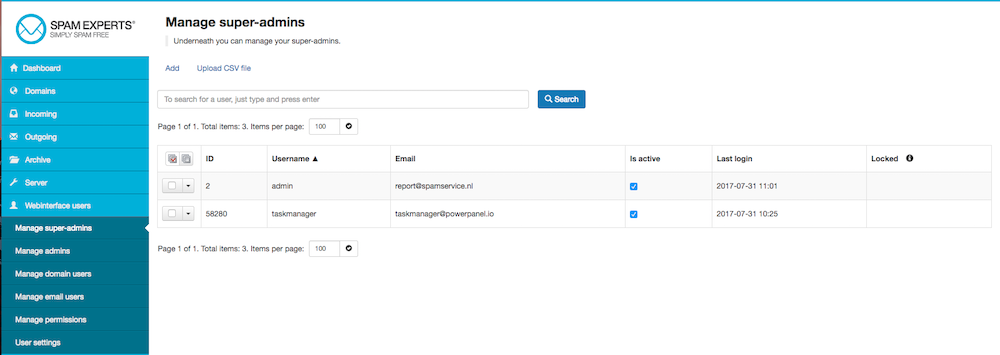 SPAM EXPERTS®
SIMPLY SPAM FREE
Dashboard
Domains
Incoming
Outgoing
Archive
Server
Webinterface users
Manage super-admins
Manage admins
Manage domain users
Manage email users
Manage permissions
User settings
Manage super-admins
Underneath you can manage your super-admins.
Add Upload CSV file
To search for a user, just type and press enter Search
Page 1 of 1. Total items: 3. Items per page: 100
ID Username ▲ Email Is active Last login Locked
2 admin report@spamservice.nl 2017-07-31 11:01
58280 taskmanager taskmanager@powerpanel.io 2017-07-31 10:25
Page 1 of 1. Total items: 3. Items per page: 100